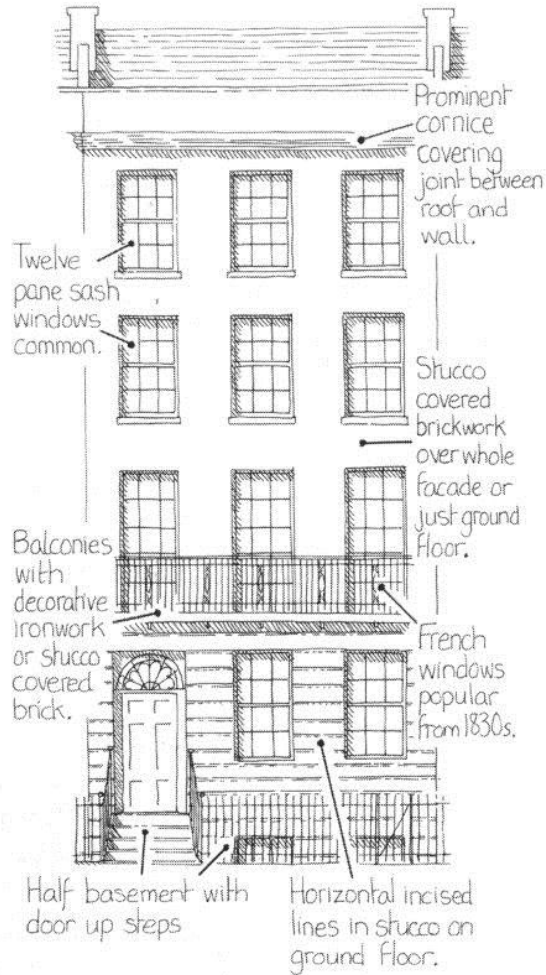 Prominent
cornice
covering
joint between
roof and
wall.
Twelve
pane sash
windows
common.
Stucco
covered
brickwork
over whole
facade or
just ground
floor.
Balconies
with
decorative
ironwork
or stucco
covered
brick.
French
windows
popular
from 1830s.
Half basement with
door up steps
Horizontal incised
lines in stucco on
ground floor.